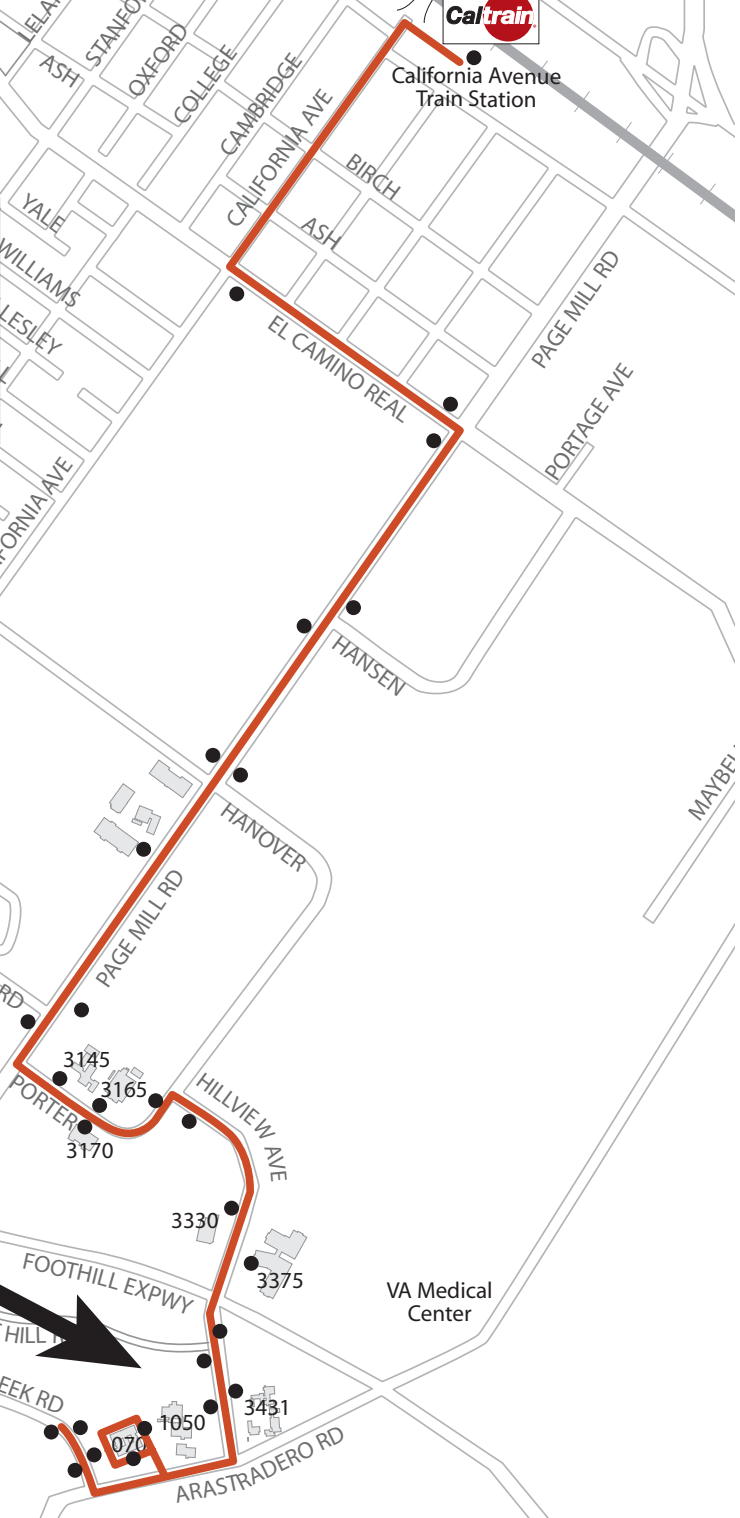 Caltrain
California Avenue
Train Station
OXFORD
COLLEGE
CAMBRIDGE
CALIFORNIA AVE
ASH
BIRCH
ASH
YALE
WILLIAMS
EL CAMINO REAL
PAGE MILL RD
PORTAGE AVE
HANSEN
HANOVER
PAGE MILL RD
RD
3145
3165
PORTER
3170
HILLVIEW AVE
3330
3375
FOOTHILL EXPWY
VA Medical
Center
HILL
EEK RD
1050
3431
070
ARASTRADERO RD